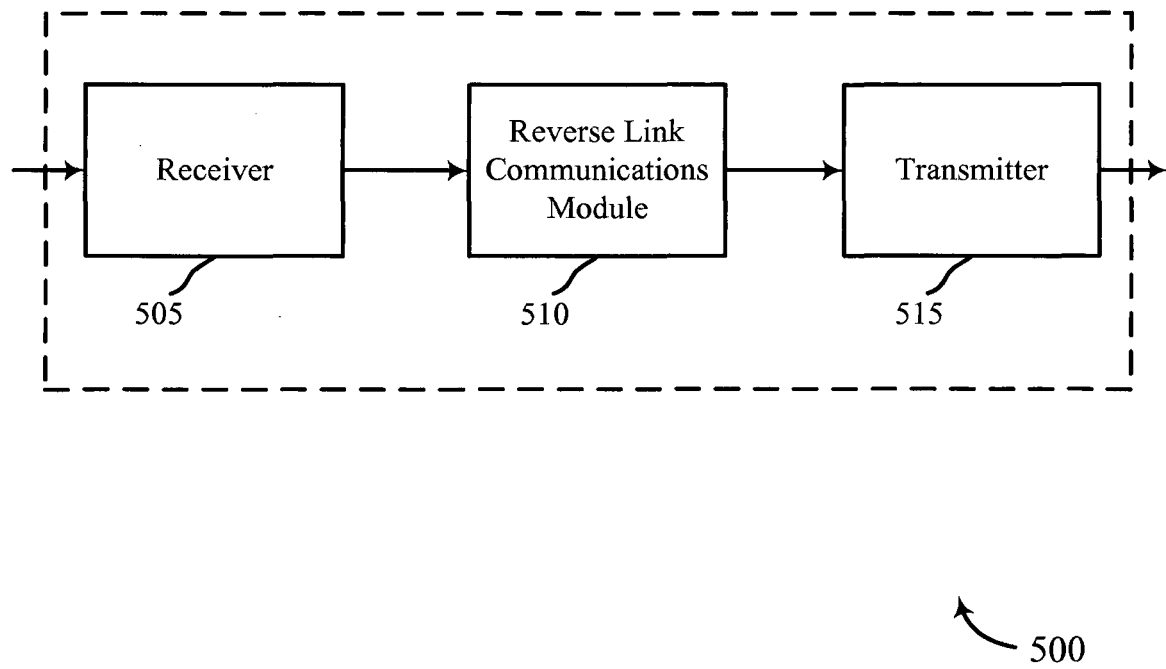 Receiver
Reverse Link
Communications
Module
Transmitter
505
510
515
500